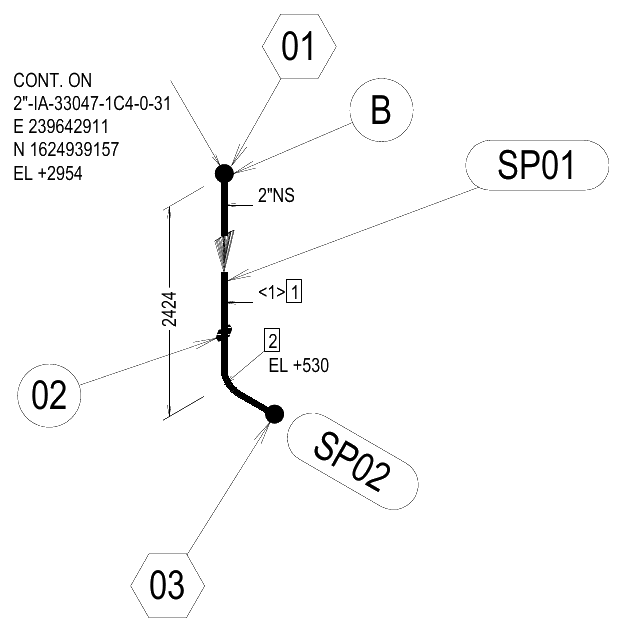 01
CONT. ON
2"-IA-33047-1C4-0-31
E 239642911
N 1624939157
EL +2954
B
SP01
2"NS
<1> 1
2424
2
EL +530
02
SP02
03